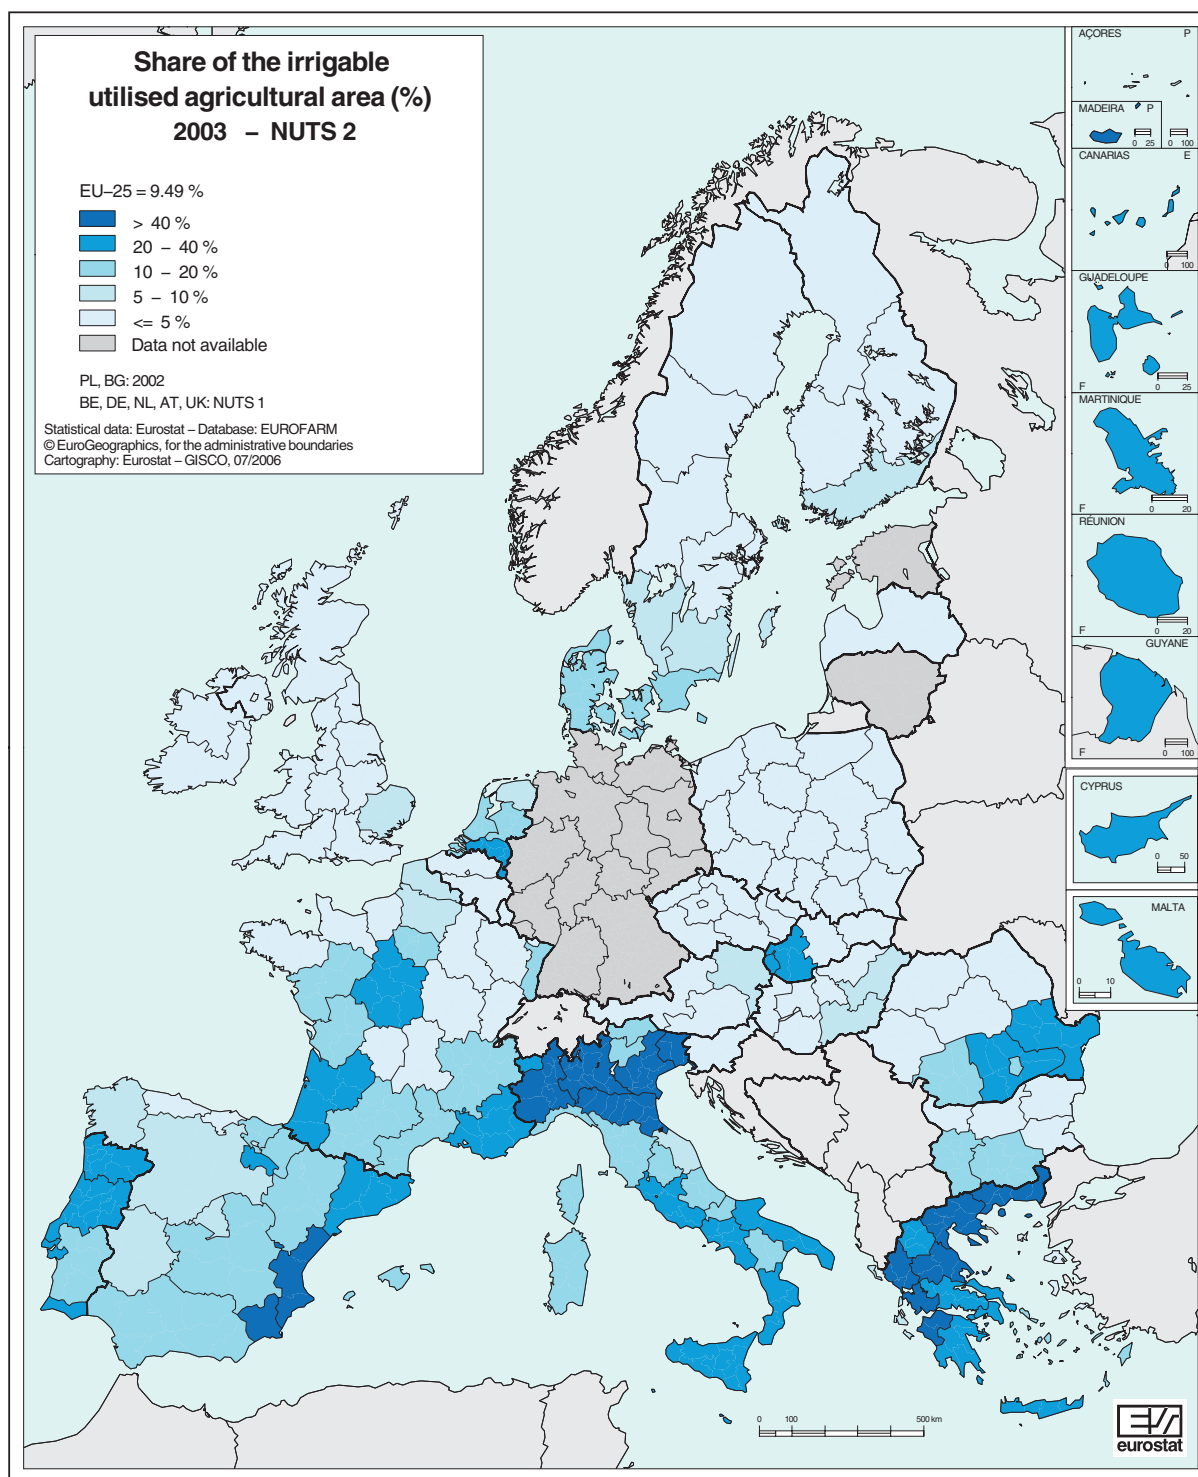 Share of the irrigable
utilised agricultural area (%)
2003 – NUTS 2
EU–25 = 9.49 %
> 40 %
20 – 40 %
10 – 20 %
5 – 10 %
<= 5 %
Data not available
PL, BG: 2002
BE, DE, NL, AT, UK: NUTS 1
Statistical data: Eurostat – Database: EUROFARM
© EuroGeographics, for the administrative boundaries
Cartography: Eurostat – GISCO, 07/2006
AÇORES P
MADEIRA P
0 25 0 100
CANARIAS E
0 100
GUADELOUPE
F 0 25
MARTINIQUE
F 0 20
RÉUNION
F 0 20
GUYANE
F 0 100
CYPRUS
0 50
MALTA
0 10
0 100 500 km
eurostat